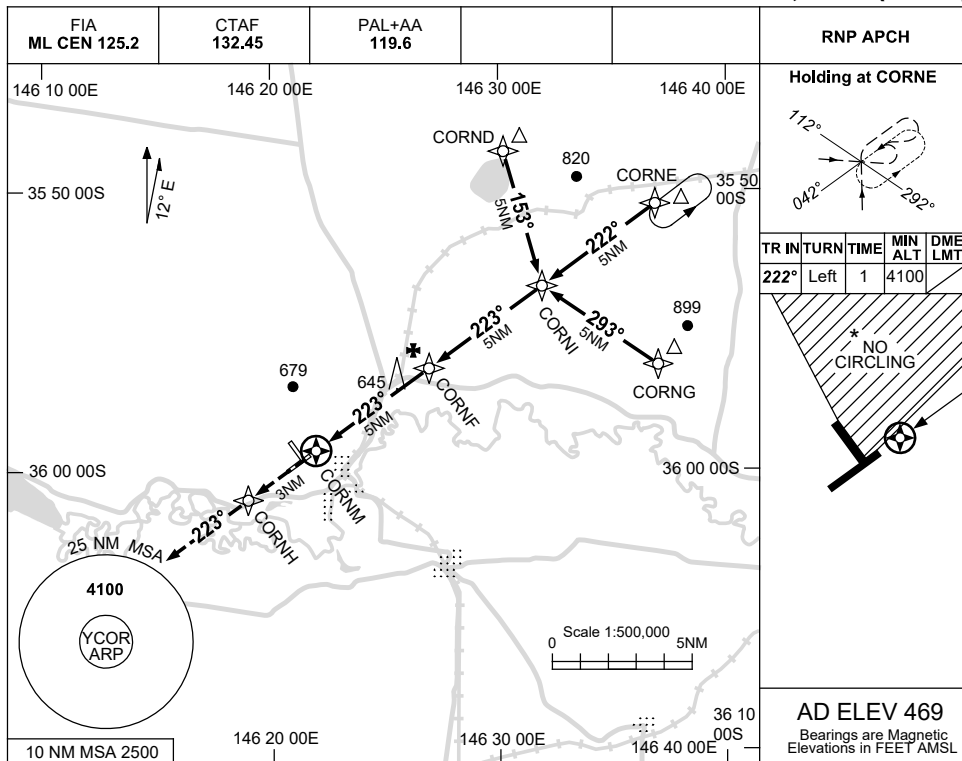 FIA
ML CEN 125.2
CTAF
132.45
PAL+AA
119.6
RNP APCH
146 10 00E
146 20 00E
146 30 00E
146 40 00E
Holding at CORNE
112°
042°
292°
TR IN TURN TIME MIN ALT DME LMT
222° Left 1 4100
* NO
CIRCLING
12° E
35 50 00S
35 50
00S
CORND
820
CORNE
153°
5NM
222°
5NM
CORNI
293°
5NM
899
CORNG
223°
5NM
CORNF
645
679
223°
5NM
CORNM
3NM
CORNH
223°
36 00 00S
36 00 00S
25 NM MSA
4100
YCOR
ARP
10 NM MSA 2500
Scale 1:500,000
0 5NM
146 20 00E
146 30 00E
146 40 00E
36 10
00S
AD ELEV 469
Bearings are Magnetic
Elevations in FEET AMSL